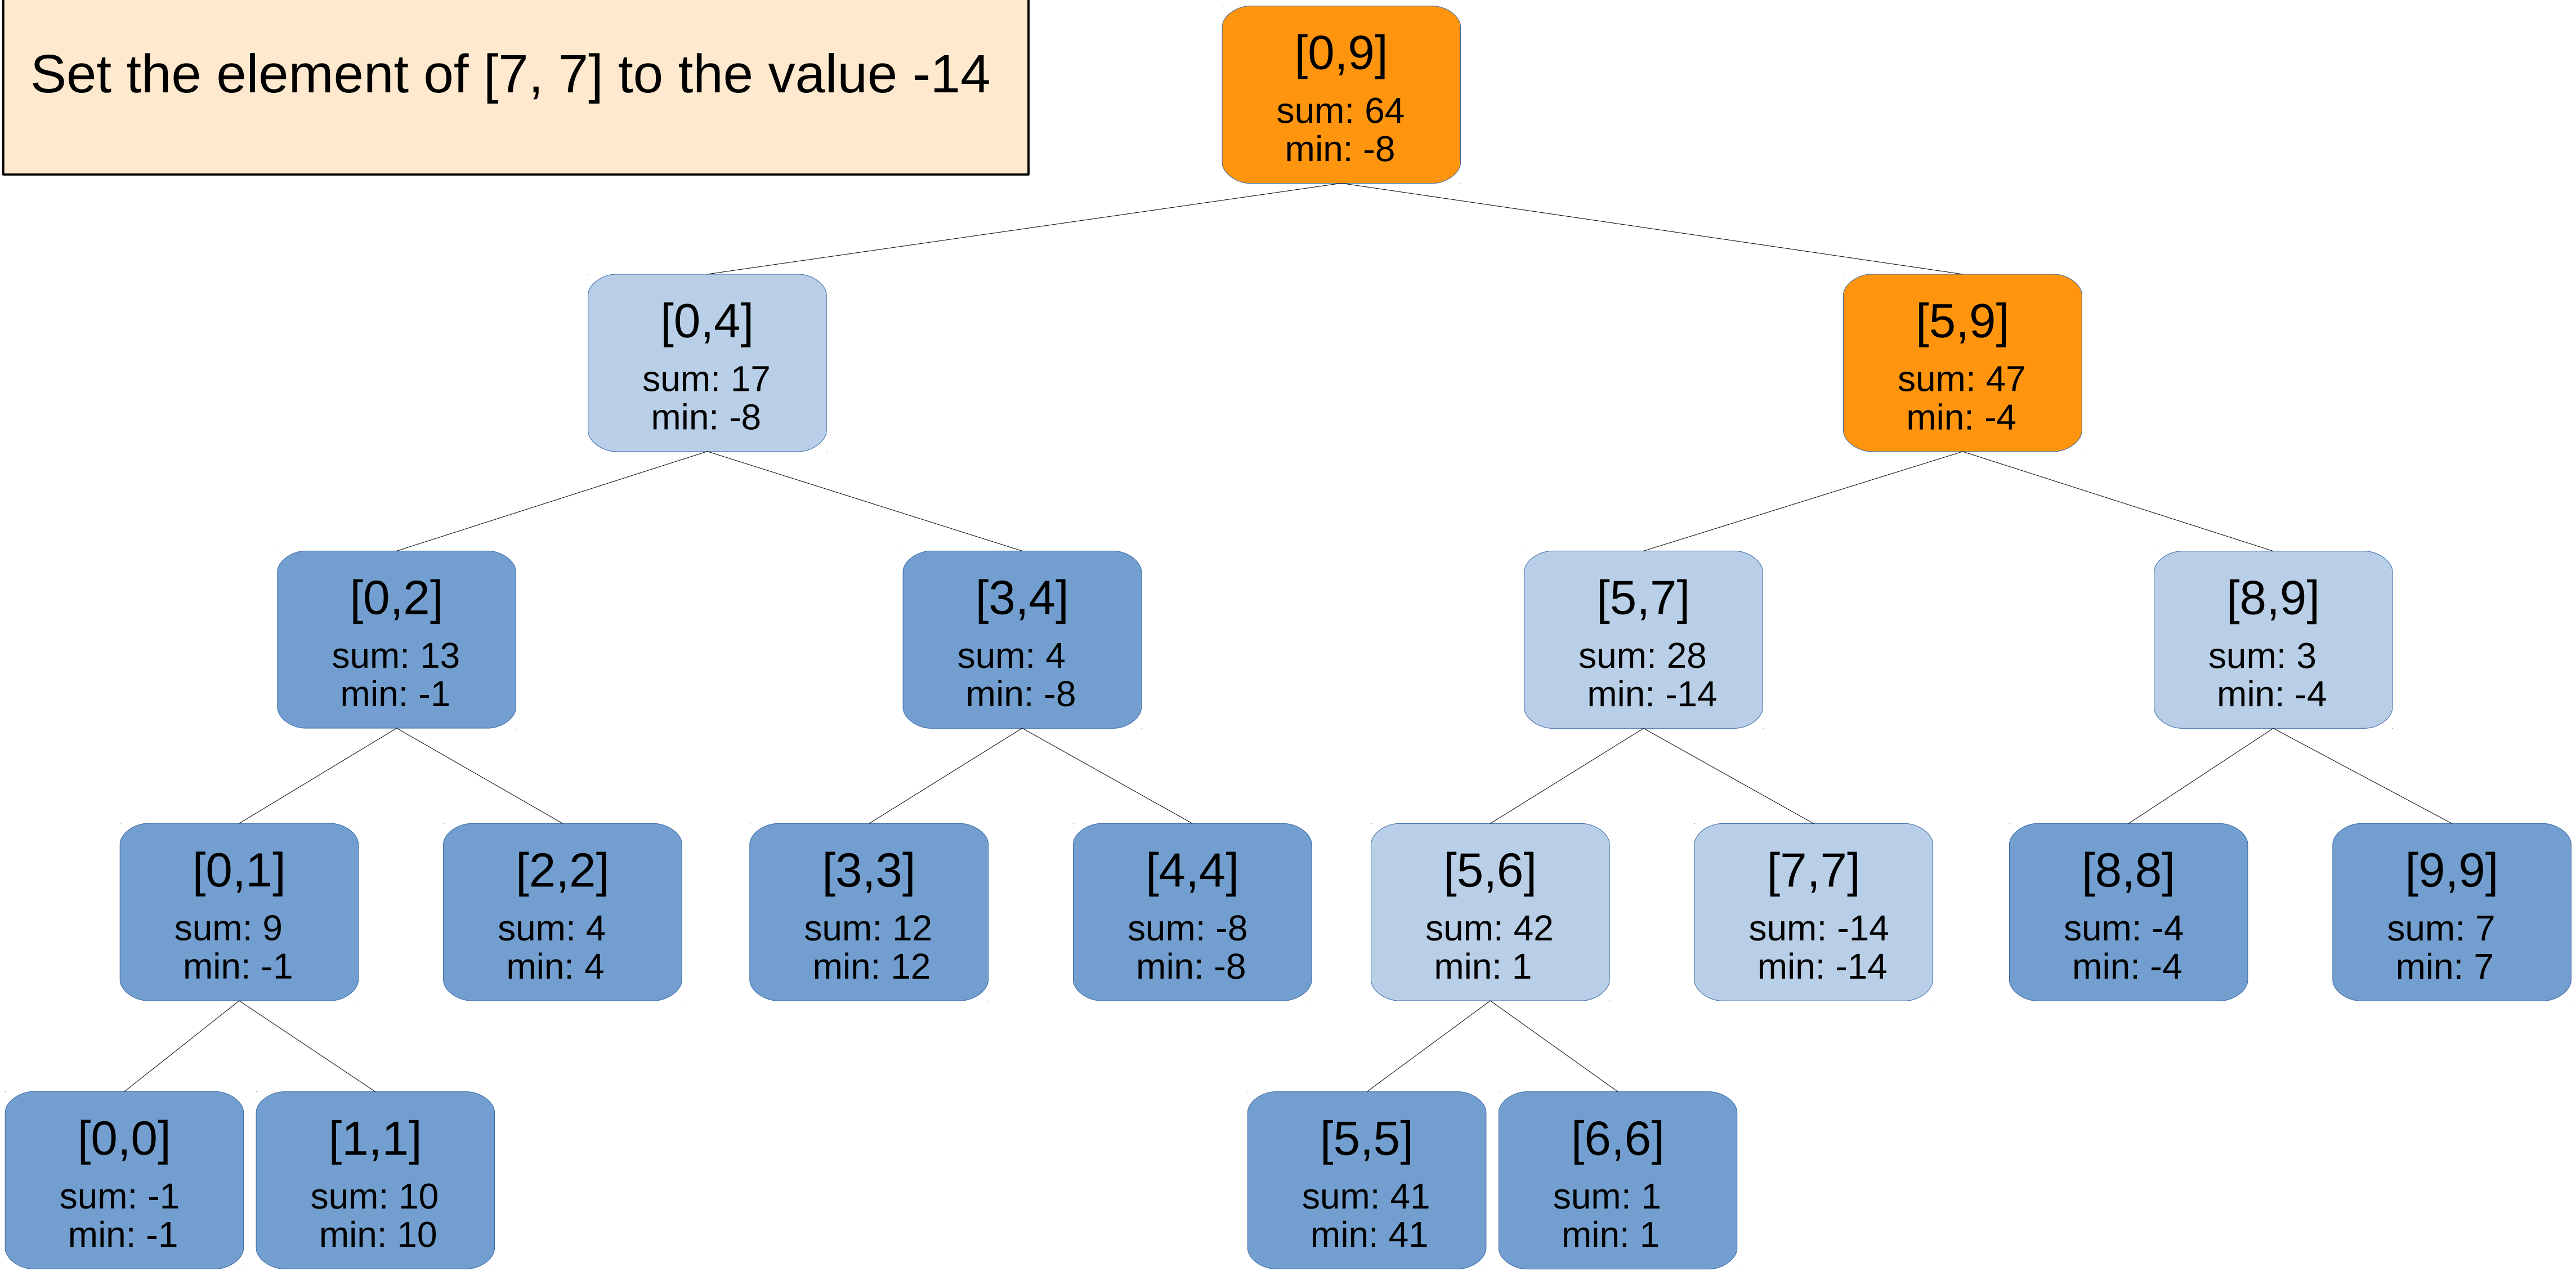 Set the element of [7, 7] to the value -14
[0,9]
sum: 64
min: -8
[0,4]
sum: 17
min: -8
[5,9]
sum: 47
min: -4
[0,2]
sum: 13
min: -1
[3,4]
sum: 4
min: -8
[5,7]
sum: 28
min: -14
[8,9]
sum: 3
min: -4
[0,1]
sum: 9
min: -1
[2,2]
sum: 4
min: 4
[3,3]
sum: 12
min: 12
[4,4]
sum: -8
min: -8
[5,6]
sum: 42
min: 1
[7,7]
sum: -14
min: -14
[8,8]
sum: -4
min: -4
[9,9]
sum: 7
min: 7
[0,0]
sum: -1
min: -1
[1,1]
sum: 10
min: 10
[5,5]
sum: 41
min: 41
[6,6]
sum: 1
min: 1